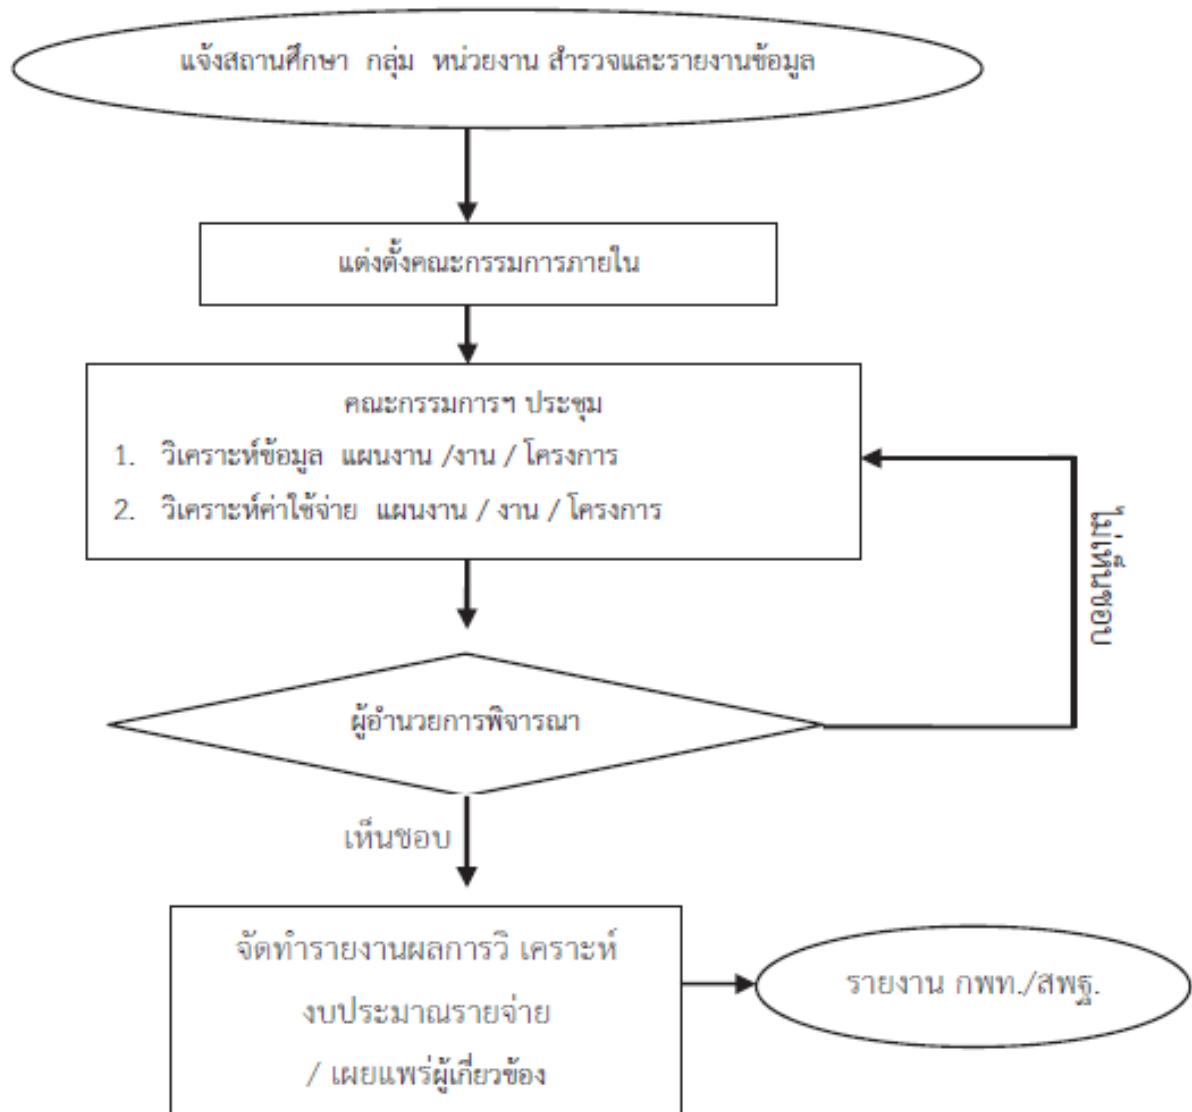 แจ้งสถานศึกษา กลุ่ม หน่วยงาน สำรวจและรายงานข้อมูล
แต่งตั้งคณะกรรมการภายใน
คณะกรรมการฯ ประชุม
1. วิเคราะห์ข้อมูล แผนงาน /งาน / โครงการ
2. วิเคราะห์ค่าใช้จ่าย แผนงาน / งาน / โครงการ
ไม่เห็นชอบ
ผู้อำนวยการพิจารณา
เห็นชอบ
จัดทำรายงานผลการวิ เคราะห์
งบประมาณรายจ่าย
/ เผยแพร่ผู้เกี่ยวข้อง
รายงาน กพท./สพฐ.